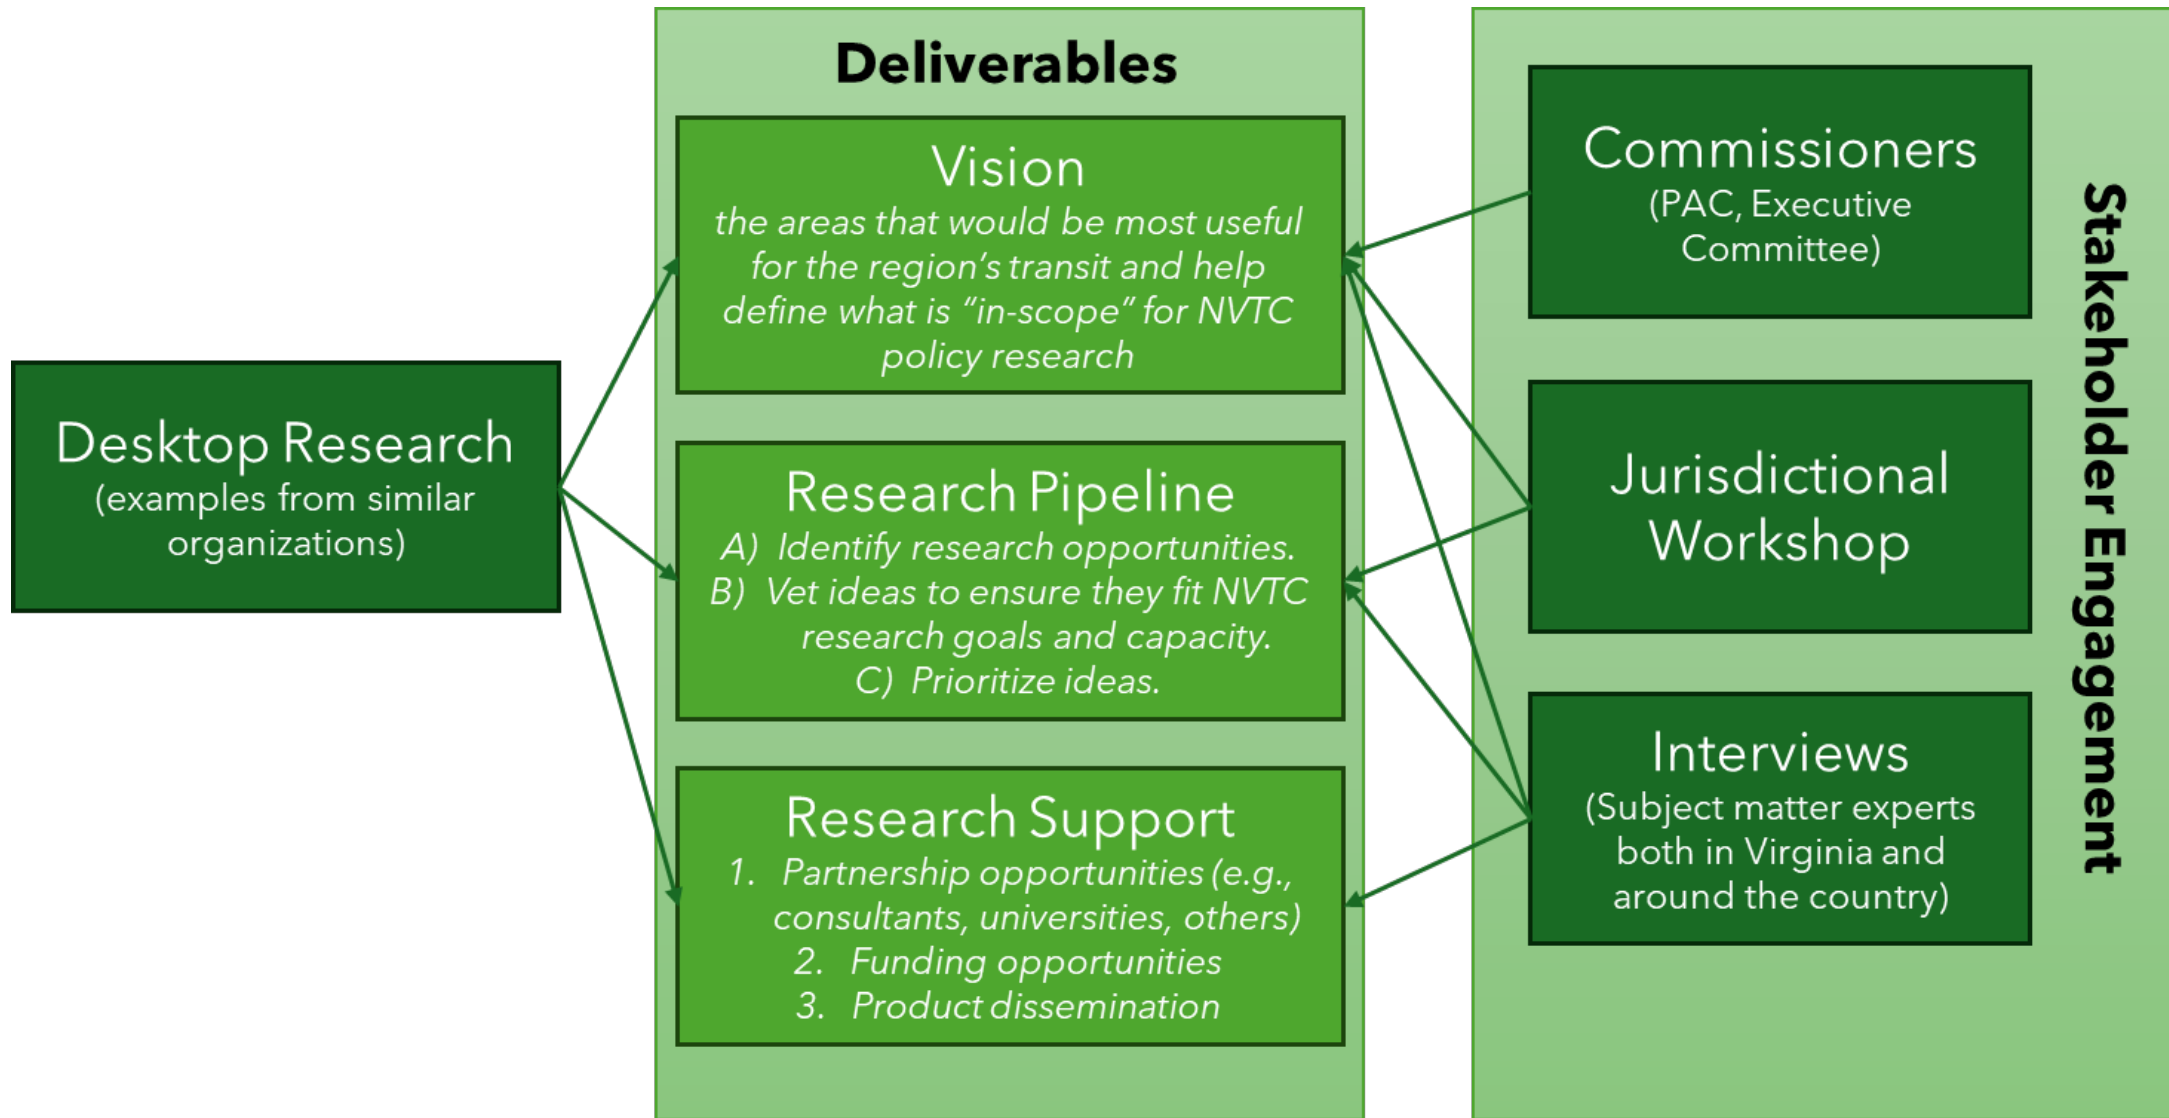 Desktop Research
(examples from similar
organizations)
Deliverables
Vision
the areas that would be most useful
for the region’s transit and help
define what is “in-scope” for NVTC
policy research
Research Pipeline
A) Identify research opportunities.
B) Vet ideas to ensure they fit NVTC
research goals and capacity.
C) Prioritize ideas.
Research Support
1. Partnership opportunities (e.g.,
consultants, universities, others)
2. Funding opportunities
3. Product dissemination
Commissioners
(PAC, Executive
Committee)
Jurisdictional
Workshop
Interviews
(Subject matter experts
both in Virginia and
around the country)
Stakeholder Engagement